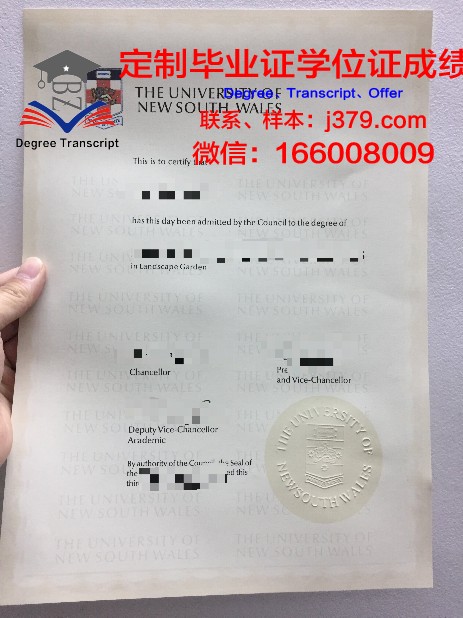 定制毕业证学位证成绩
THE UNIVERSITY OF
NEW SOUTH WALES
Degree、Transcript、Offer
联系、样本：j379.com
微信：166008009
BZ
Degree Transcript
This is to certify that
has this day been admitted by the Council to the degree of
in Landscape Garden
Chancellor
and Vice-Chancellor
Deputy Vice-Chancellor
Academic
By authority of the Council, the Seal of
the
ed this
THE UNIVERSITY OF
NEW SOUTH WALES